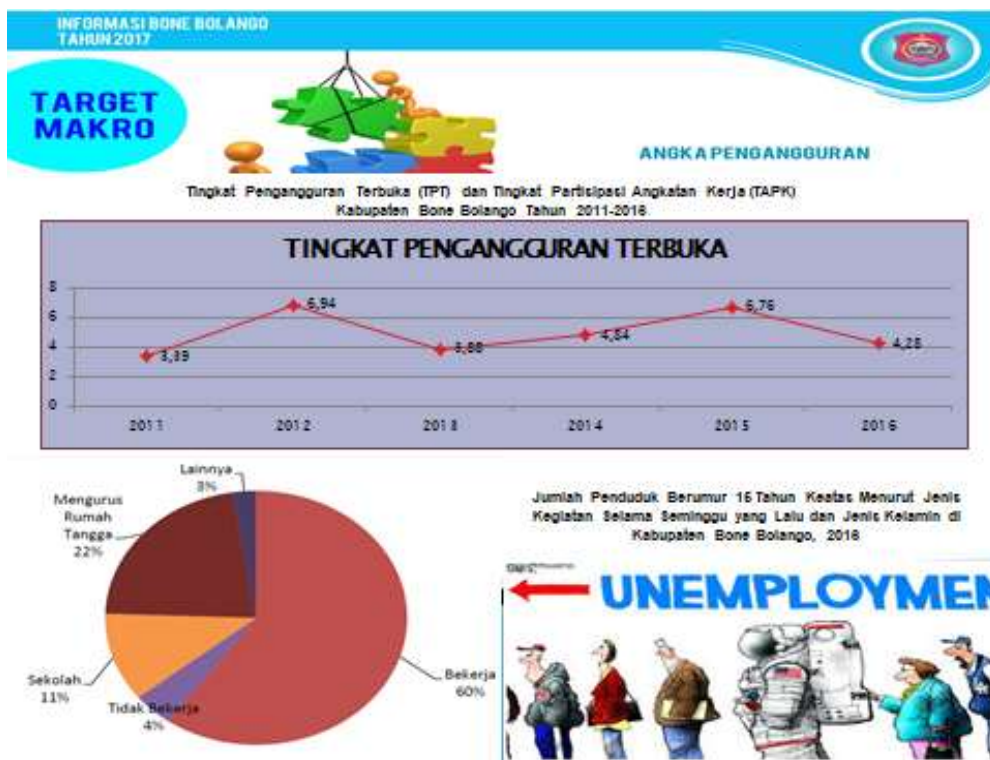 INFORMASI BONE BOLANGO
TAHUN 2017
TARGET
MAKRO
ANGKA PENGANGGURAN
Tingkat Pengangguran Terbuka (TPT) dan Tingkat Partisipasi Angkatan Kerja (TAPK)
Kabupaten Bone Bolango Tahun 2011-2016
TINGKAT PENGANGGURAN TERBUKA
8
6
4
2
0
3,39
6,94
3,88
4,84
6,76
4,28
2011
2012
2013
2014
2015
2016
Lainnya
3%
Mengurus
Rumah
Tangga
22%
Sekolah
11%
Tidak Bekerja
4%
Bekerja
60%
Jumlah Penduduk Berumur 15 Tahun Keatas Menurut Jenis
Kegiatan Selama Seminggu yang Lalu dan Jenis Kelamin di
Kabupaten Bone Bolango, 2016
UNEMPLOYMEN